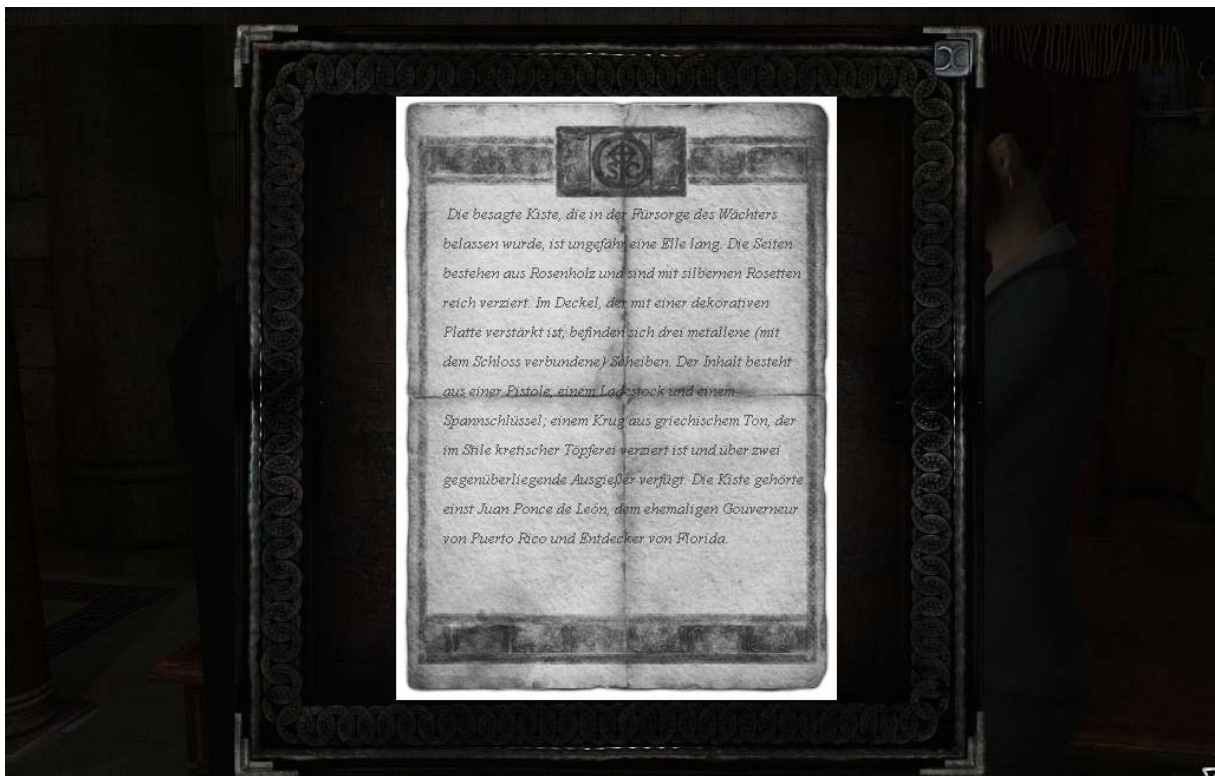 SC
Die besagte Kiste, die in der Fürsorge des Wächters
belassen wurde, ist ungefähr eine Elle lang. Die Seiten
bestehen aus Rosenholz und sind mit silbernen Rosetten
reich verziert. Im Deckel, der mit einer dekorativen
Platte verstärkt ist, befinden sich drei metallene (mit
dem Schloss verbundene) Scheiben. Der Inhalt besteht
aus einer Pistole; einem Ladestock und einem
Spannschlüssel; einem Krug aus griechischem Ton, der
im Stile kretischer Töpferei verziert ist und über zwei
gegenüberliegende Ausgießer verfügt. Die Kiste gehörte
einst Juan Ponce de León, dem ehemaligen Gouverneur
von Puerto Rico und Entdecker von Florida.